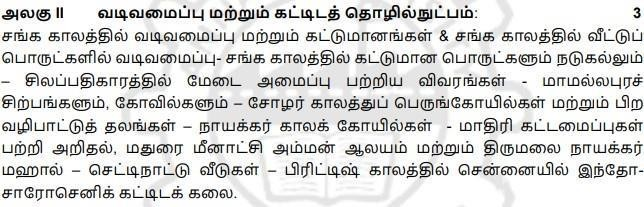 அலகு II வடிவமைப்பு மற்றும் கட்டிடத் தொழில்நுட்பம்: 3
சங்க காலத்தில் வடிவமைப்பு மற்றும் கட்டுமானங்கள் & சங்க காலத்தில் வீட்டுப்
பொருட்களில் வடிவமைப்பு- சங்க காலத்தில் கட்டுமான பொருட்களும் நடுகல்லும்
– சிலப்பதிகாரத்தில் மேடை அமைப்பு பற்றிய விவரங்கள் - மாமல்லபுரச்
சிற்பங்களும், கோவில்களும் – சோழர் காலத்துப் பெருங்கோயில்கள் மற்றும் பிற
வழிபாட்டுத் தலங்கள் – நாயக்கர் காலக் கோயில்கள் - மாதிரி கட்டமைப்புகள்
பற்றி அறிதல், மதுரை மீனாட்சி அம்மன் ஆலயம் மற்றும் திருமலை நாயக்கர்
மஹால் – செட்டிநாட்டு வீடுகள் – பிரிட்டிஷ் காலத்தில் சென்னையில் இந்தோ-
சாரோசெனிக் கட்டிடக் கலை.